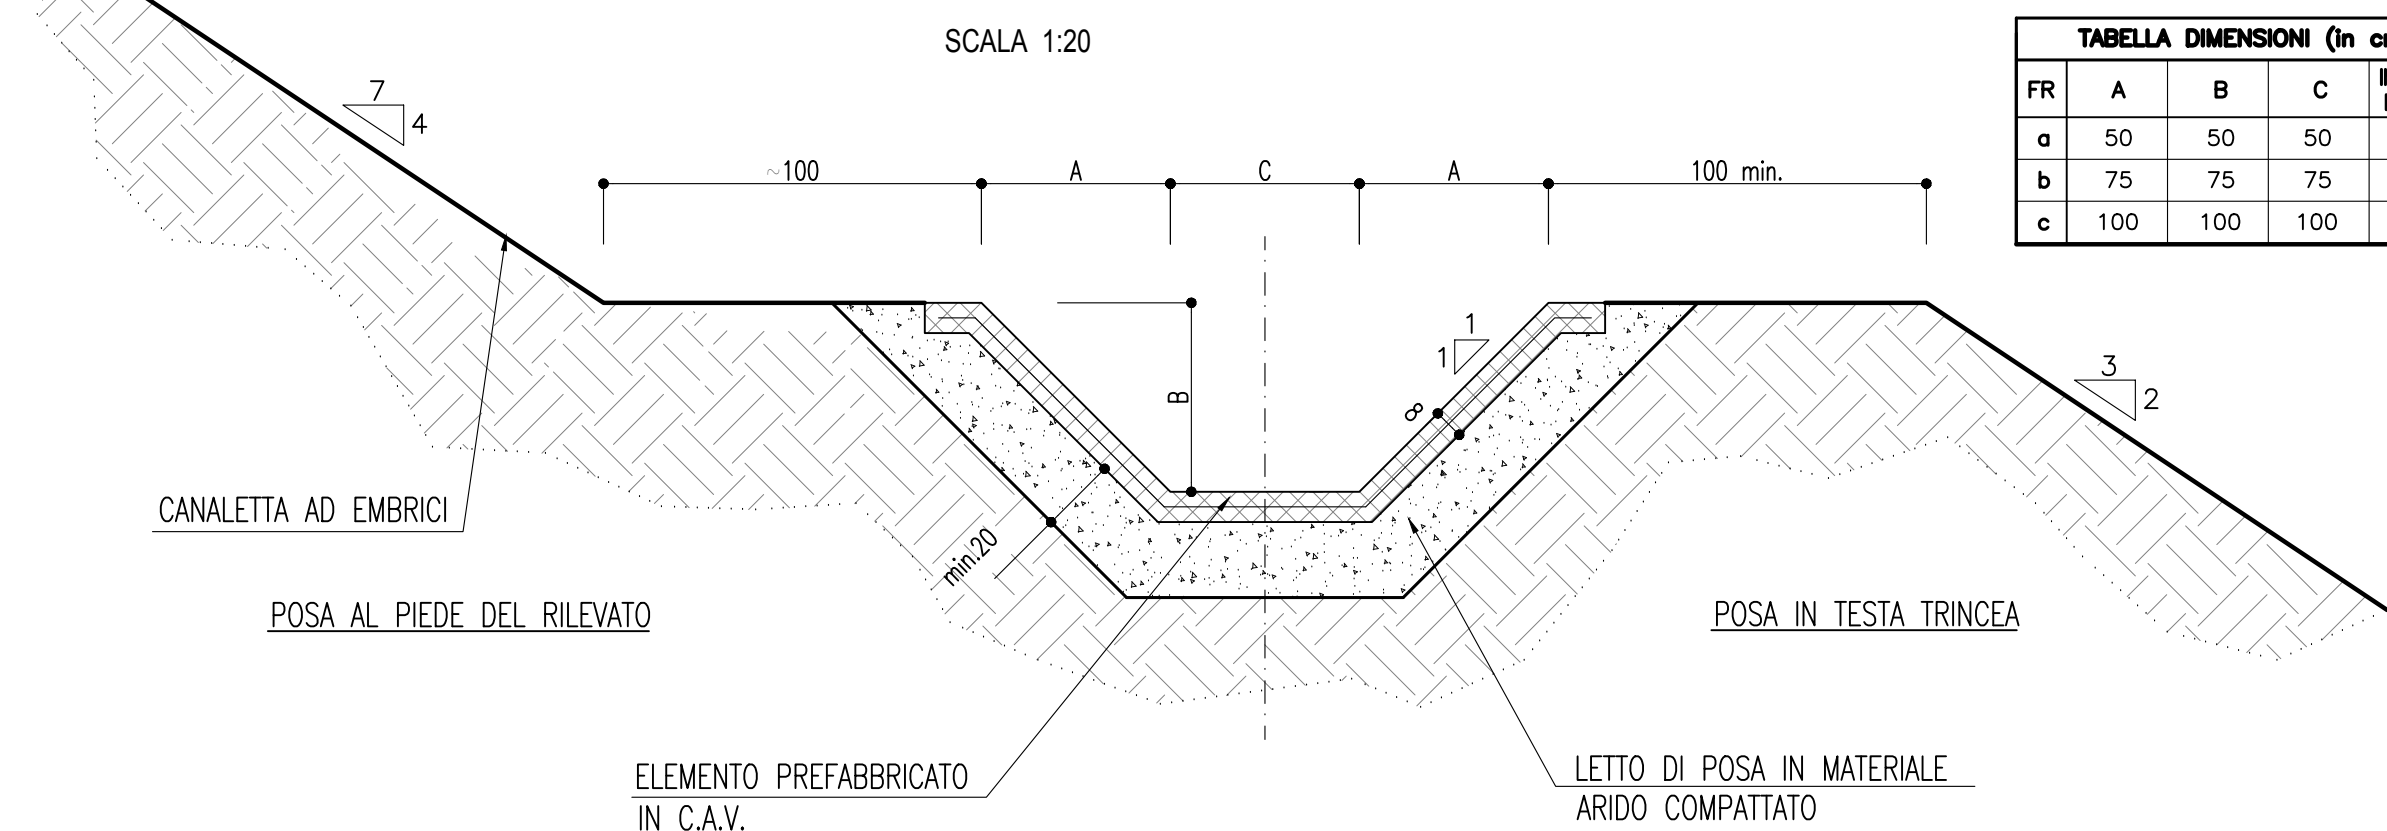 SCALA 1:20
TABELLA DIMENSIONI (in
FR A B C
a 50 50 50
b 75 75 75
c 100 100 100
7
4
~100 A C A 100 min.
1
1
3
2
B
8
min.20
CANALETTA AD EMBRICI
POSA AL PIEDE DEL RILEVATO
POSA IN TESTA TRINCEA
ELEMENTO PREFABBRICATO
IN C.A.V.
LETTO DI POSA IN MATERIALE
ARIDO COMPATTATO